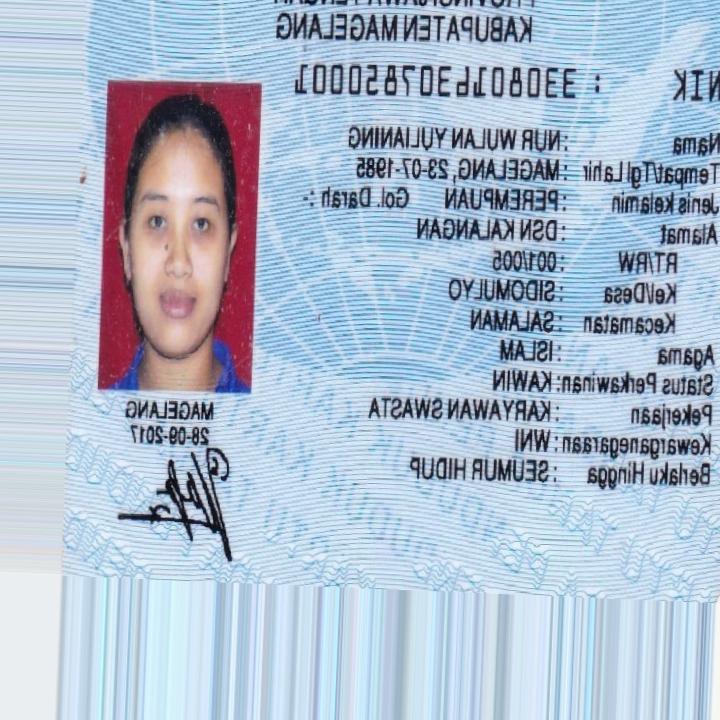 PROVINSI JAWA TENGAH
KABUPATEN MAGELANG
NIK : 3308016307850001
Nama : NUR WULAN YULIANING
Tempat/Tgl Lahir : MAGELANG, 23-07-1985
Jenis kelamin : PEREMPUAN Gol. Darah : -
Alamat : DSN KALANGAN
RT/RW : 001/006
Kel/Desa : SIDOMULYO
Kecamatan : SALAMAN
Agama : ISLAM
Status Perkawinan: KAWIN
Pekerjaan : KARYAWAN SWASTA
Kewarganegaraan: WNI
Berlaku Hingga : SEUMUR HIDUP
MAGELANG
28-09-2017